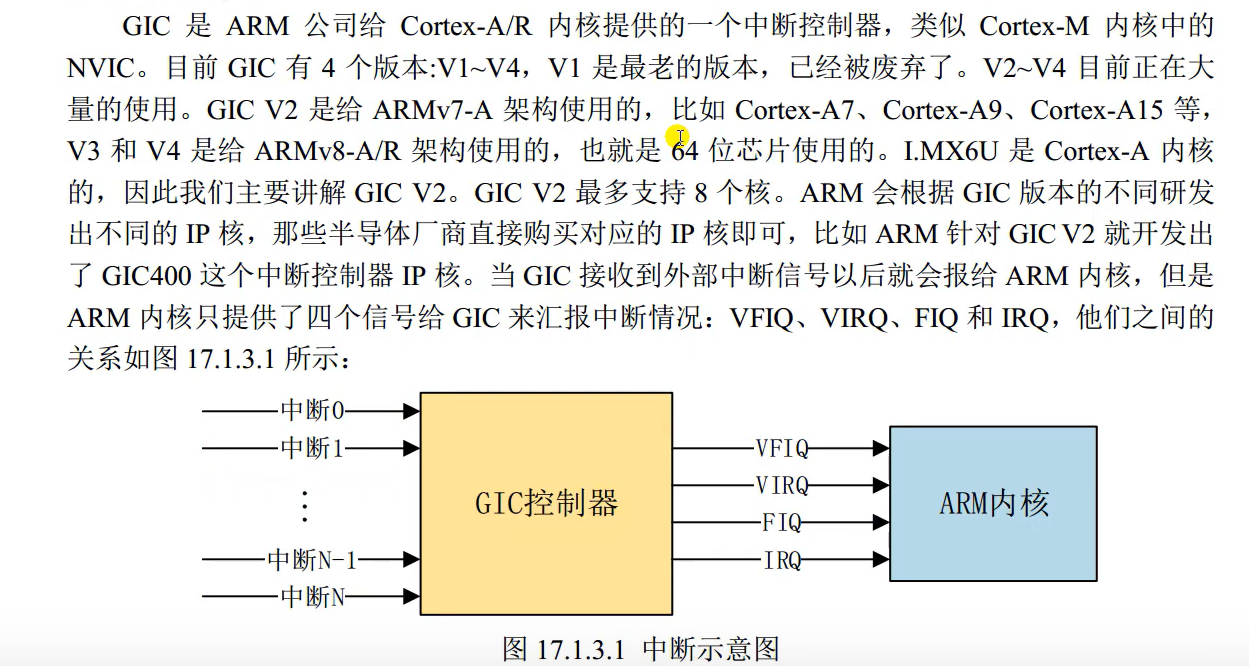 GIC 是 ARM 公司给 Cortex-A/R 内核提供的一个中断控制器，类似 Cortex-M 内核中的
NVIC。目前 GIC 有 4 个版本:V1~V4，V1 是最老的版本，已经被废弃了。V2~V4 目前正在大
量的使用。GIC V2 是给 ARMv7-A 架构使用的，比如 Cortex-A7、Cortex-A9、Cortex-A15 等，
V3 和 V4 是给 ARMv8-A/R 架构使用的，也就是 64 位芯片使用的。I.MX6U 是 Cortex-A 内核
的，因此我们主要讲解 GIC V2。GIC V2 最多支持 8 个核。ARM 会根据 GIC 版本的不同研发
出不同的 IP 核，那些半导体厂商直接购买对应的 IP 核即可，比如 ARM 针对 GIC V2 就开发出
了 GIC400 这个中断控制器 IP 核。当 GIC 接收到外部中断信号以后就会报给 ARM 内核，但是
ARM 内核只提供了四个信号给 GIC 来汇报中断情况：VFIQ、VIRQ、FIQ 和 IRQ，他们之间的
关系如图 17.1.3.1 所示：
中断0
中断1
中断N-1
中断N
GIC控制器
VFIQ
VIRQ
FIQ
IRQ
ARM内核
图 17.1.3.1 中断示意图